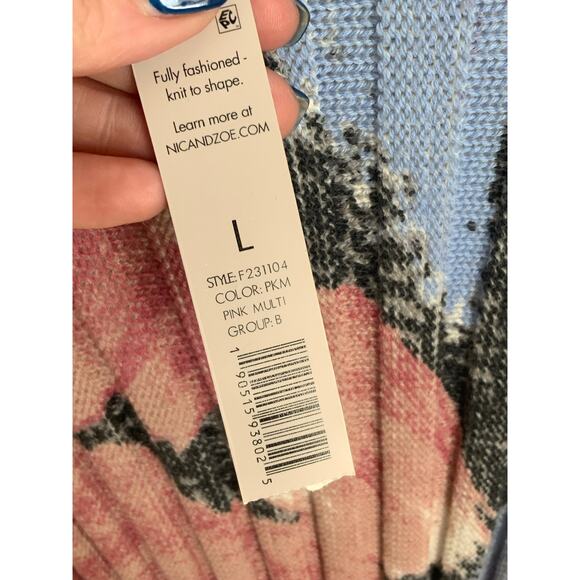 Fully fashioned -
knit to shape.
Learn more at
NICANDZOE.COM
L
STYLE: F231104
COLOR: PKM
PINK MULTI
GROUP: B
1 90515 93802 5